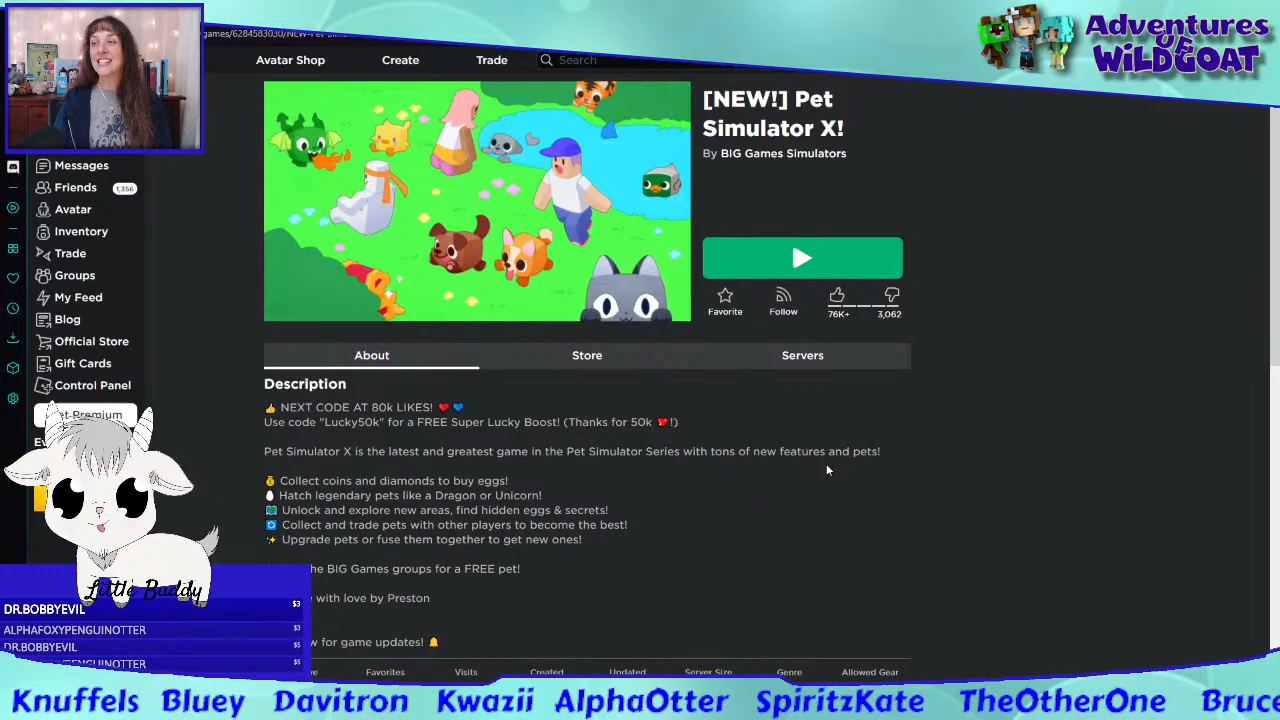 games/6284583030/NEW-Pet-Sim
Adventures
OF
WiLDGOAT
Avatar Shop
Create
Trade
Search
Messages
Friends
1,356
Avatar
Inventory
Trade
Groups
My Feed
Blog
Official Store
Gift Cards
Control Panel
et Premium
[NEW!] Pet
Simulator X!
By BIG Games Simulators
Favorite
Follow
76K+
3,062
About
Store
Servers
Description
👍 NEXT CODE AT 80k LIKES! ❤️ 💙
Use code "Lucky50k" for a FREE Super Lucky Boost! (Thanks for 50k 💖!)
Pet Simulator X is the latest and greatest game in the Pet Simulator Series with tons of new features and pets!
💰 Collect coins and diamonds to buy eggs!
🥚 Hatch legendary pets like a Dragon or Unicorn!
🗺️ Unlock and explore new areas, find hidden eggs & secrets!
🔄 Collect and trade pets with other players to become the best!
✨ Upgrade pets or fuse them together to get new ones!
he BIG Games groups for a FREE pet!
with love by Preston
w for game updates! 🔔
Favorites
Visits
Created
Updated
Server Size
Genre
Allowed Gear
Little Baddy
DR.BOBBYEVIL $3
ALPHAFOXYPENGUINOTTER $3
DR.BOBBYEVIL $5
ENGUINOTTER $5
Knuffels Bluey Davitron Kwazii AlphaOtter SpiritzKate TheOtherOne Bruce